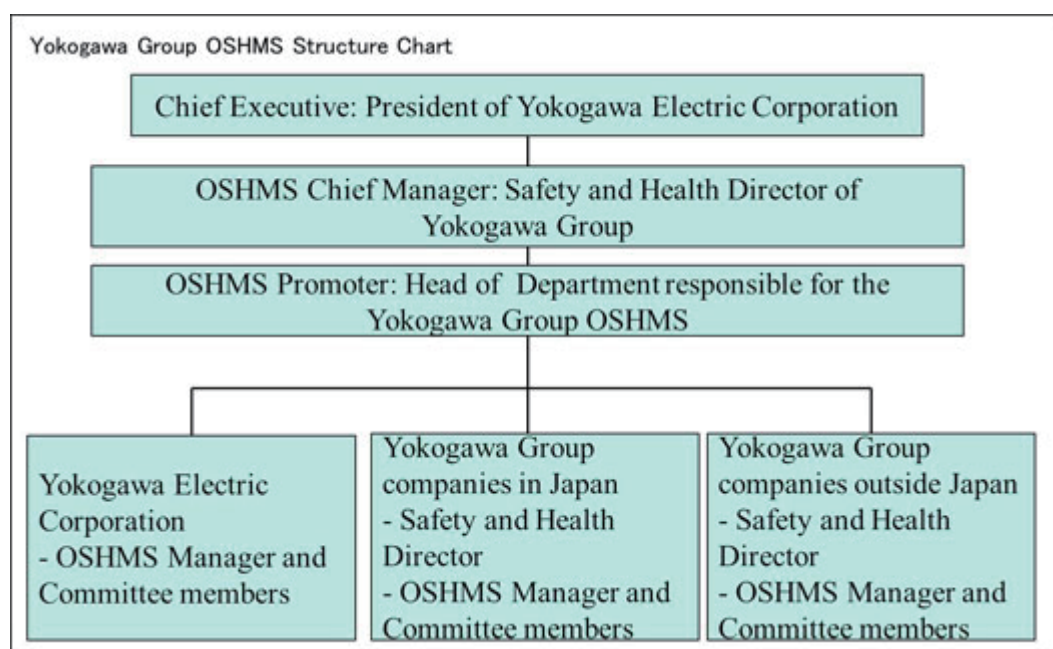 Yokogawa Group OSHMS Structure Chart
Chief Executive: President of Yokogawa Electric Corporation
OSHMS Chief Manager: Safety and Health Director of
Yokogawa Group
OSHMS Promoter: Head of Department responsible for the
Yokogawa Group OSHMS
Yokogawa Electric
Corporation
- OSHMS Manager and
Committee members
Yokogawa Group
companies in Japan
- Safety and Health
Director
- OSHMS Manager and
Committee members
Yokogawa Group
companies outside Japan
- Safety and Health
Director
- OSHMS Manager and
Committee members